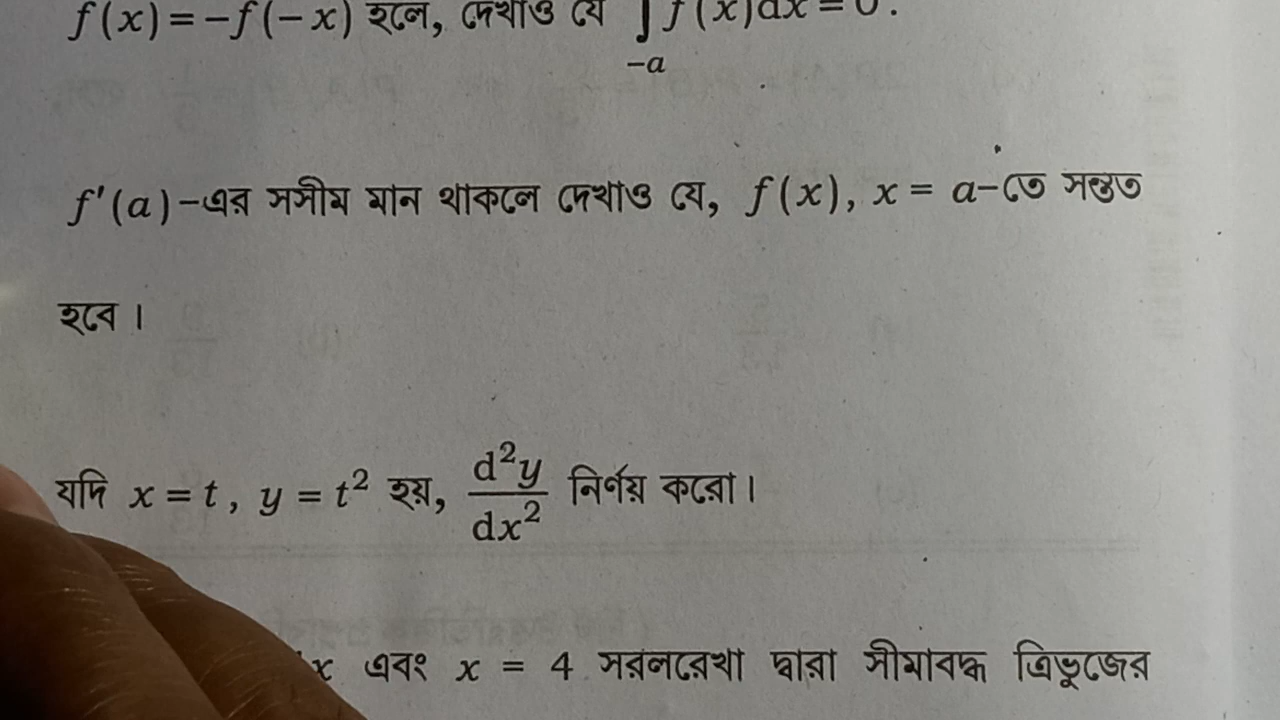 f(x) = -f(-x) হলে, দেখাও যে ∫ f(x)dx = 0.
-a
f'(a)-এর সসীম মান থাকলে দেখাও যে, f(x), x = a-তে সন্তত
হবে।
যদি x = t, y = t² হয়, d²y/dx² নির্ণয় করো।
x এবং x = 4 সরলরেখা দ্বারা সীমাবদ্ধ ত্রিভুজের